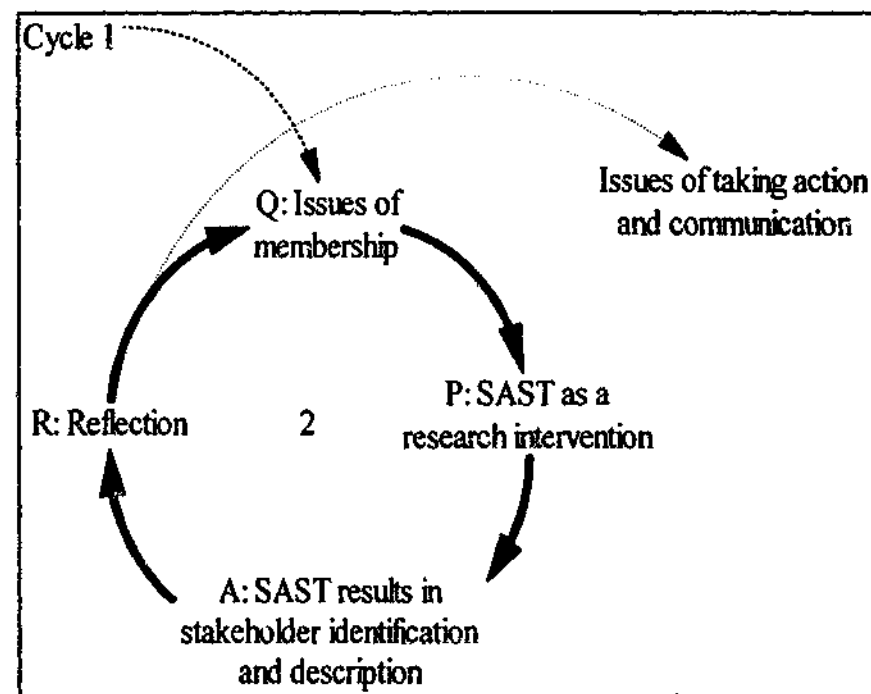 Cycle 1
Issues of taking action
and communication
Q: Issues of
membership
P: SAST as a
research intervention
R: Reflection
2
A: SAST results in
stakeholder identification
and description